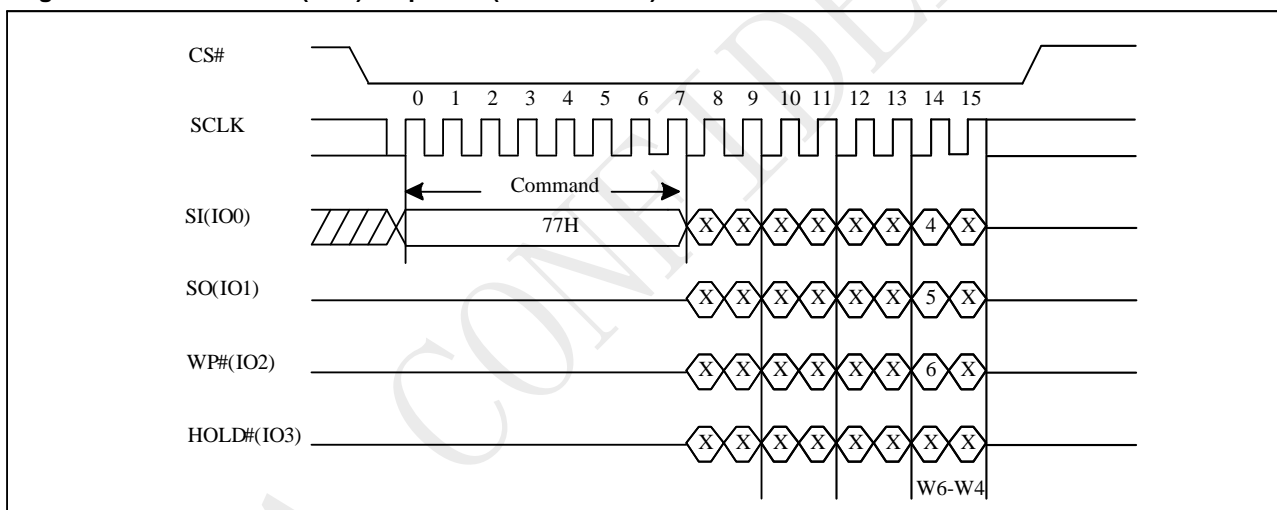 CS#
0 1 2 3 4 5 6 7 8 9 10 11 12 13 14 15
SCLK
Command
SI(IO0) 77H X X X X X X 4 X
SO(IO1) X X X X X X 5 X
WP#(IO2) X X X X X X 6 X
HOLD#(IO3) X X X X X X X X
W6-W4